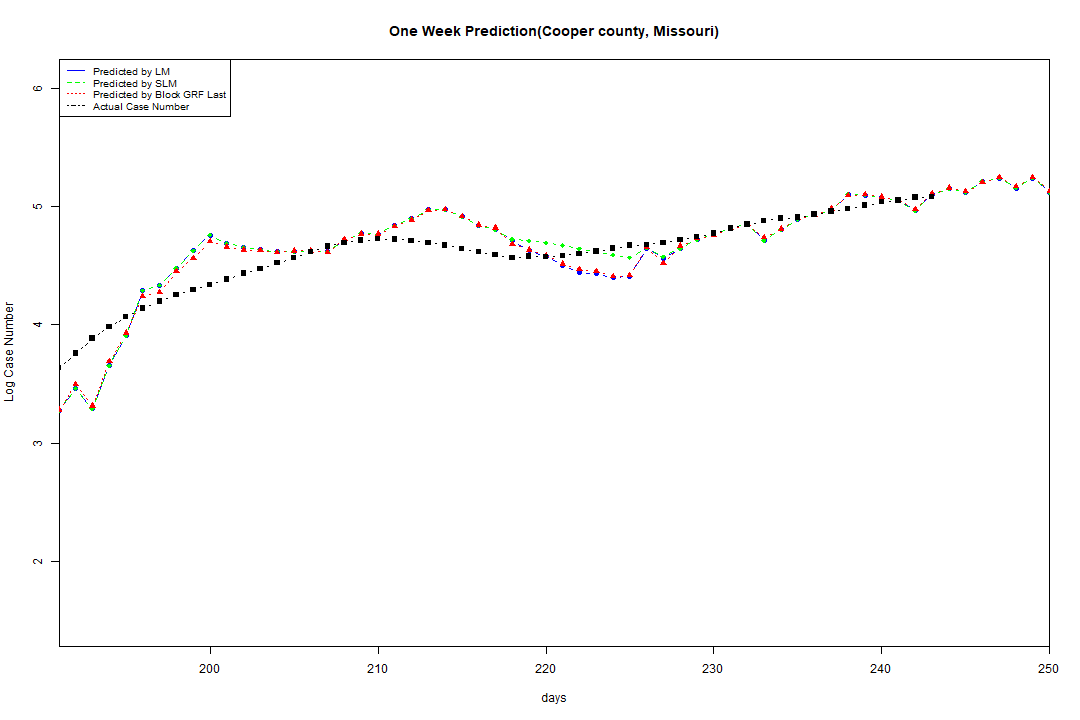 One Week Prediction(Cooper county, Missouri)
Predicted by LM
Predicted by SLM
Predicted by Block GRF Last
Actual Case Number
6
5
4
3
2
Log Case Number
200 210 220 230 240 250
days